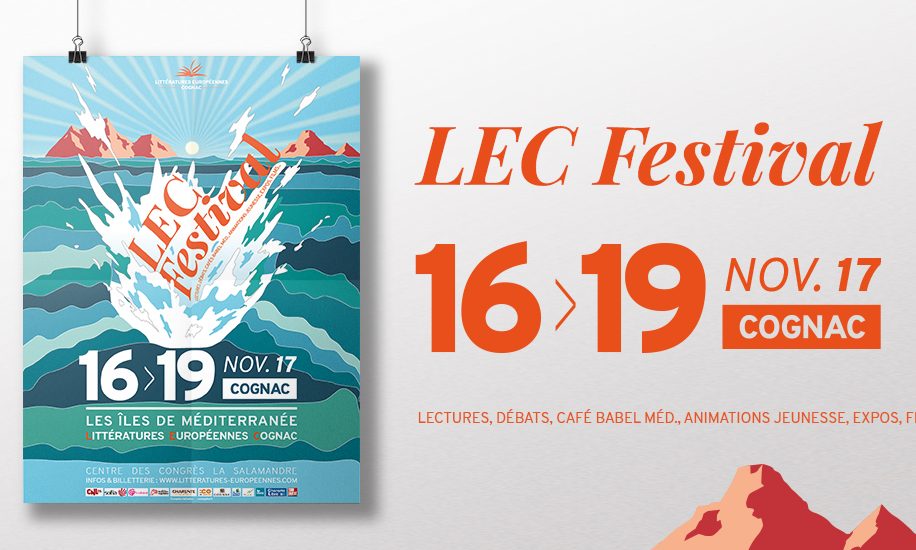 LITTÉRATURES EUROPÉENNES
COGNAC
LEC
Festival
16 > 19 NOV. 17
COGNAC
LES ÎLES DE MÉDITERRANÉE
LITTÉRATURES EUROPÉENNES COGNAC
CENTRE DES CONGRÈS LA SALAMANDRE
INFOS & BILLETTERIE : WWW.LITTERATURES-EUROPEENNES.COM
LEC Festival
16 > 19 NOV. 17
COGNAC
LECTURES, DÉBATS, CAFÉ BABEL MÉD., ANIMATIONS JEUNESSE, EXPOS, F